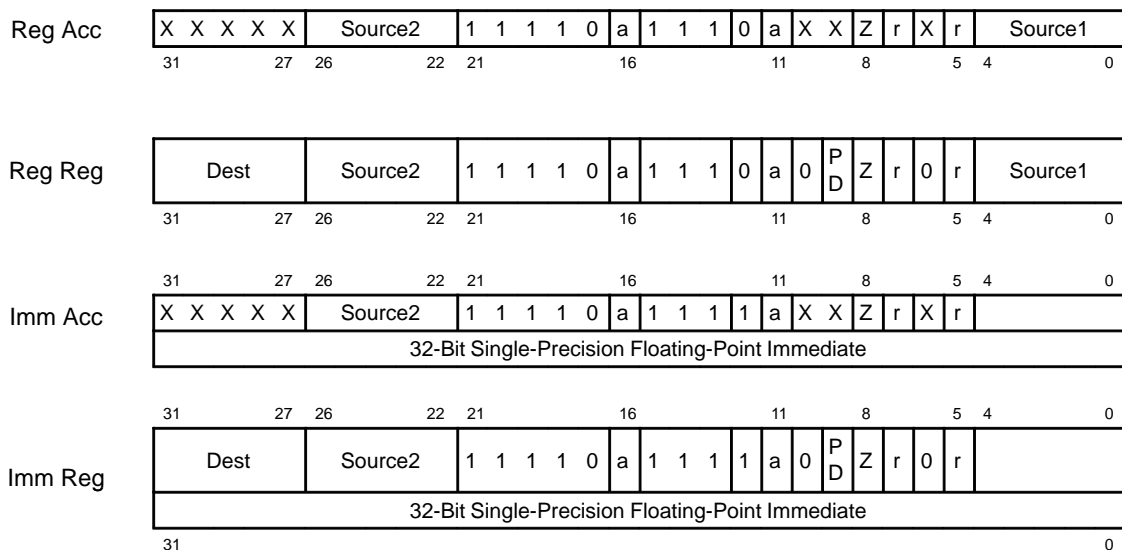 Reg Acc X X X X X Source2 1 1 1 1 0 a 1 1 1 0 a X X Z r X r Source1
31 27 26 22 21 16 11 8 5 4 0
Reg Reg Dest Source2 1 1 1 1 0 a 1 1 1 0 a 0 P D Z r 0 r Source1
31 27 26 22 21 16 11 8 5 4 0
31 27 26 22 21 16 11 8 5 4 0
Imm Acc X X X X X Source2 1 1 1 1 0 a 1 1 1 1 a X X Z r X r
32-Bit Single-Precision Floating-Point Immediate
31 27 26 22 21 16 11 8 5 4 0
Imm Reg Dest Source2 1 1 1 1 0 a 1 1 1 1 a 0 P D Z r 0 r
32-Bit Single-Precision Floating-Point Immediate
31 0